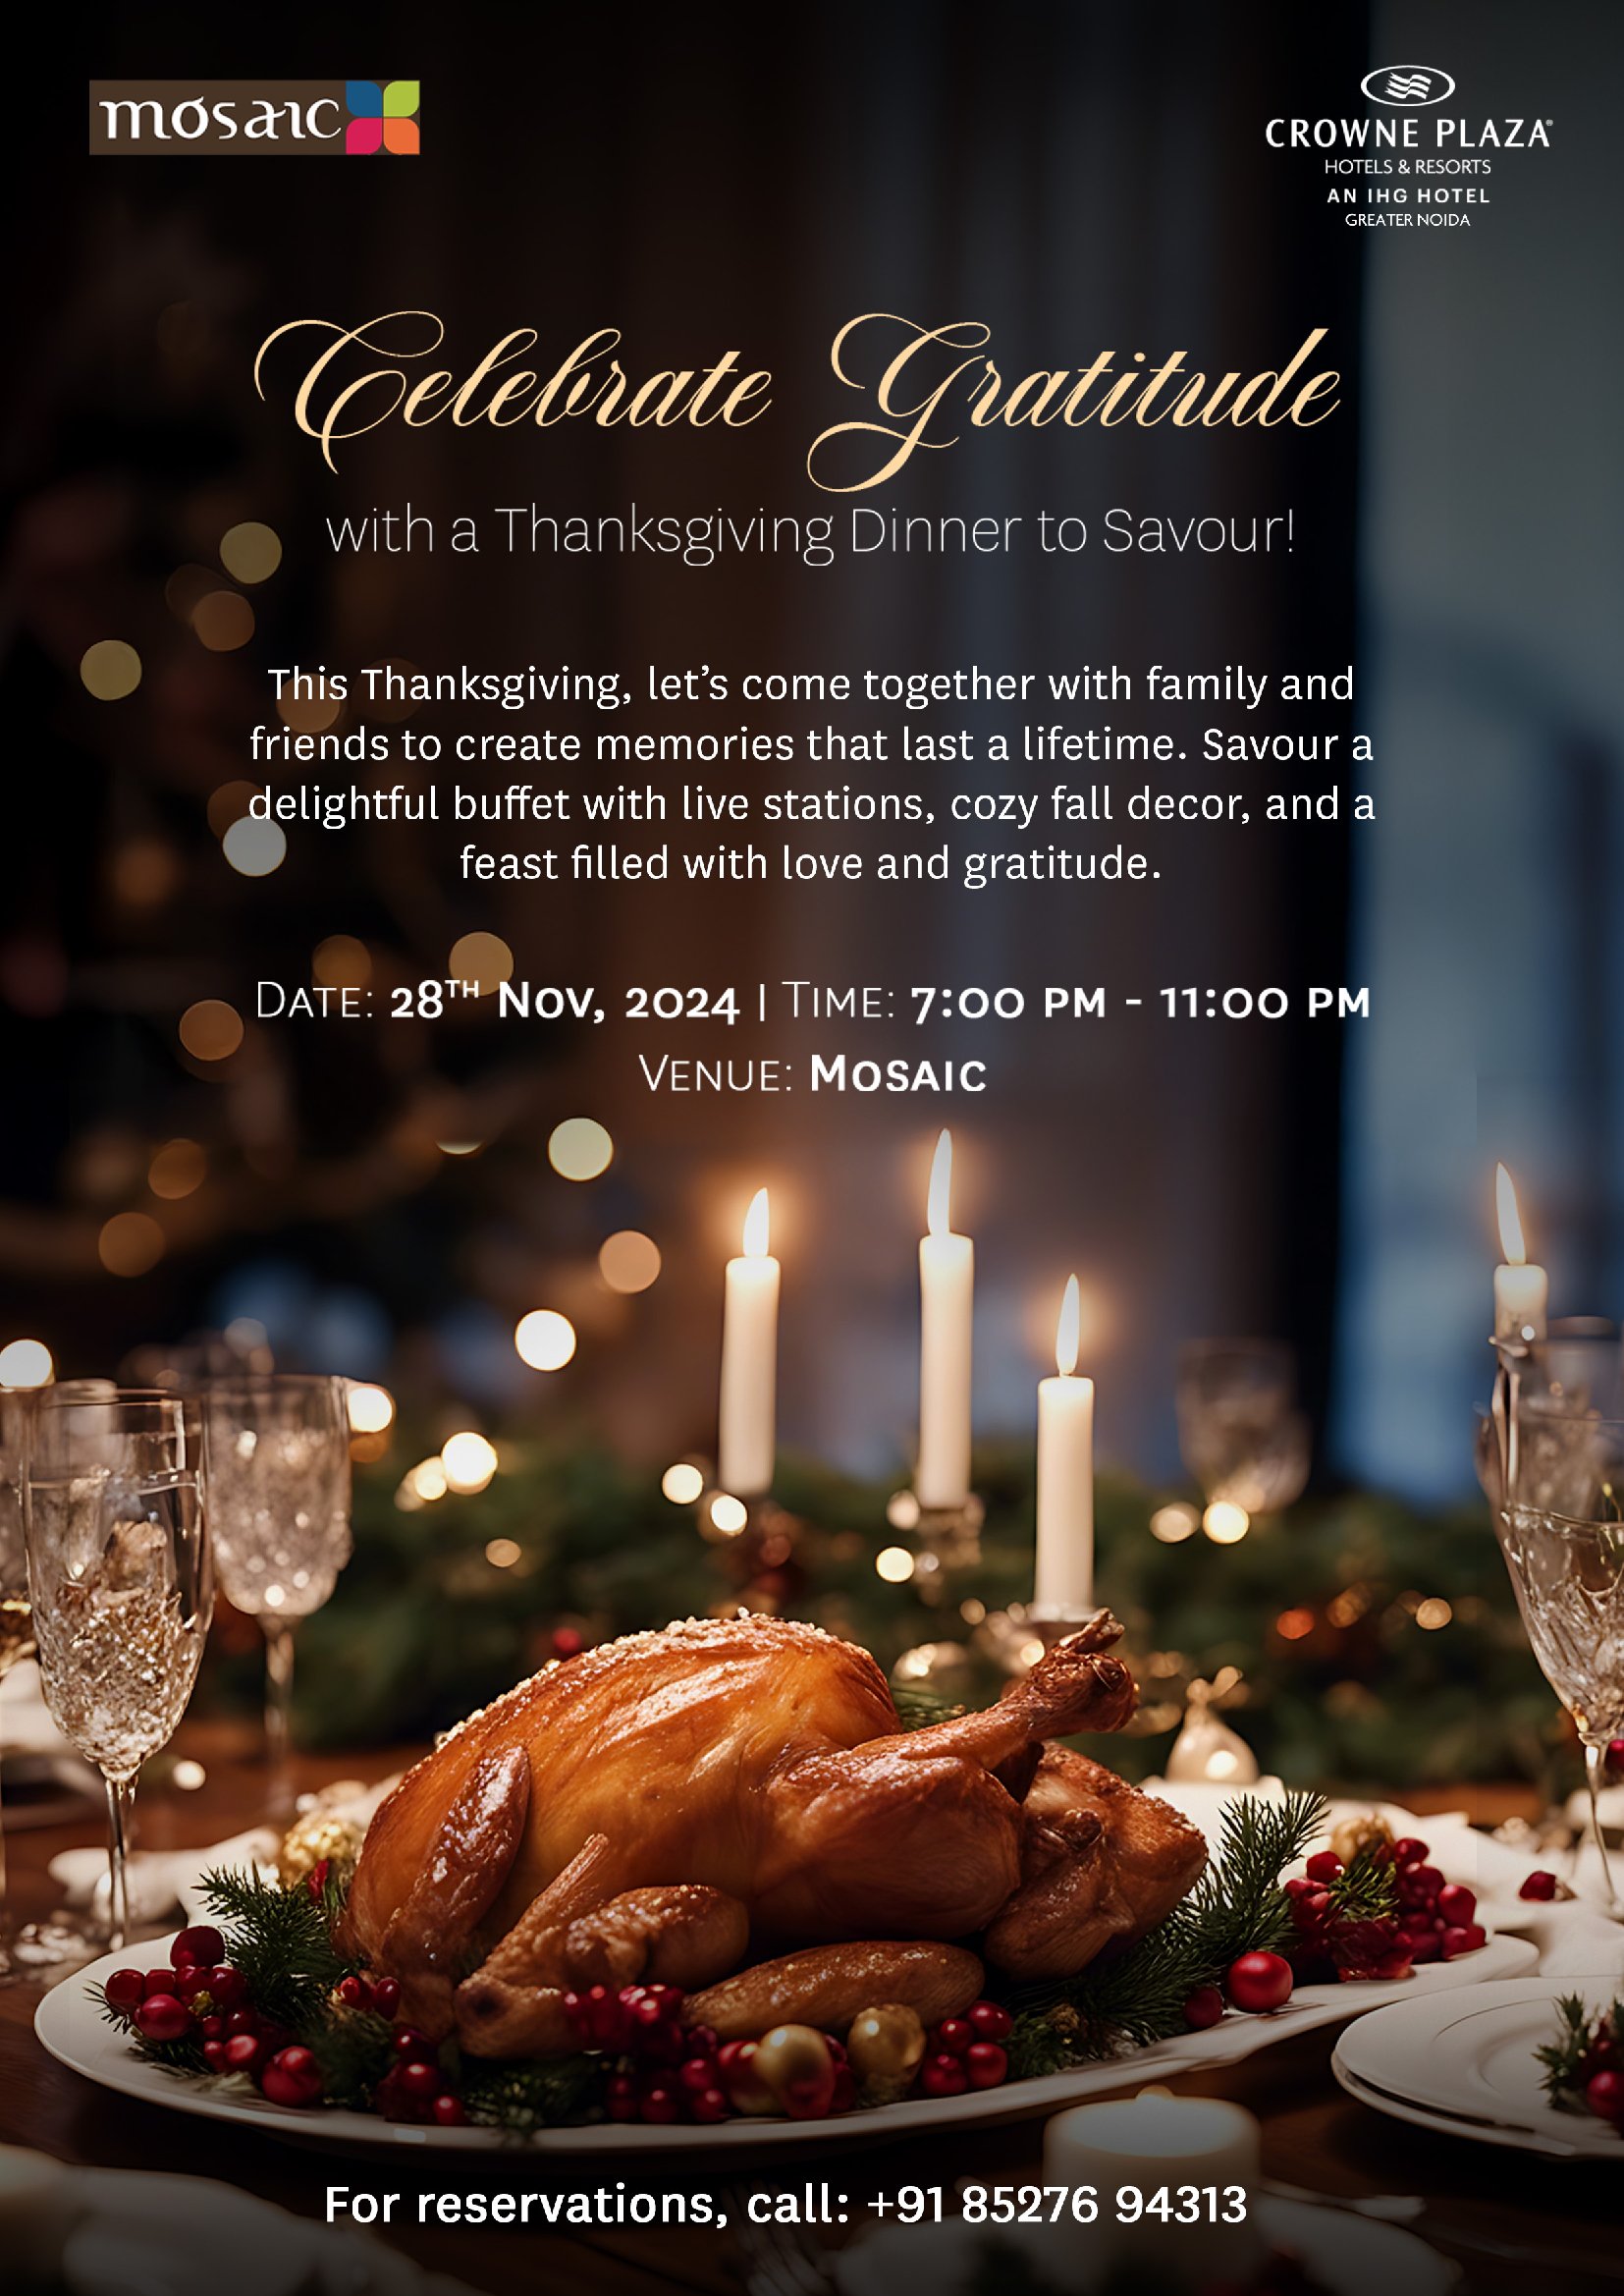 mosaic
CROWNE PLAZA®
HOTELS & RESORTS
AN IHG HOTEL
GREATER NOIDA
Celebrate Gratitude
with a Thanksgiving Dinner to Savour!
This Thanksgiving, let’s come together with family and
friends to create memories that last a lifetime. Savour a
delightful buffet with live stations, cozy fall decor, and a
feast filled with love and gratitude.
DATE: 28TH NOV, 2024 | TIME: 7:00 PM - 11:00 PM
VENUE: MOSAIC
For reservations, call: +91 85276 94313